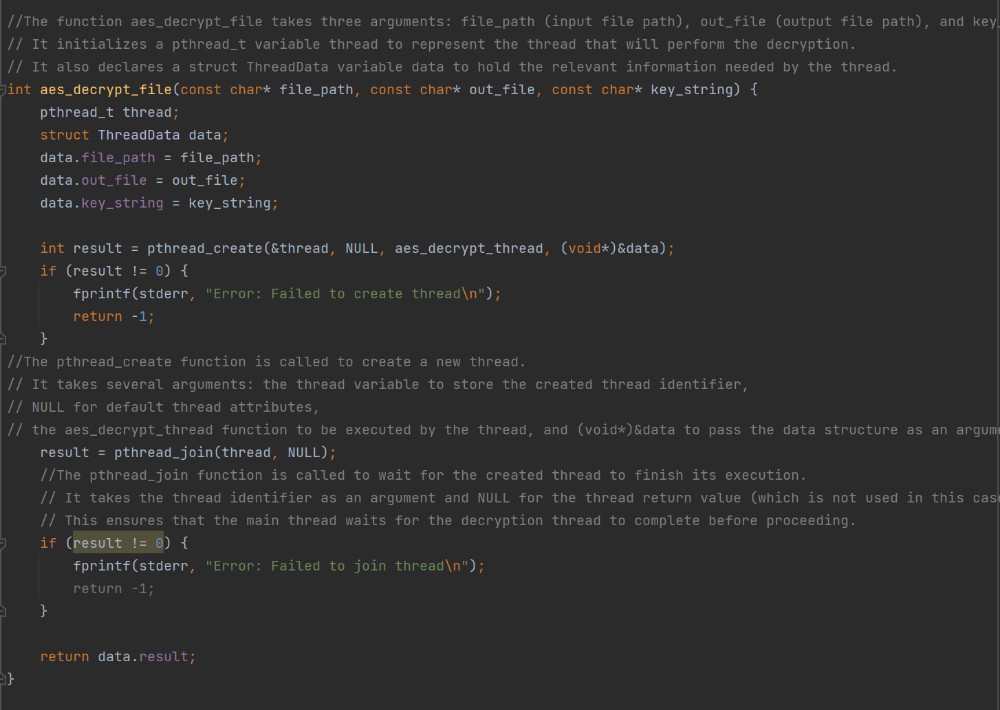 //The function aes_decrypt_file takes three arguments: file_path (input file path), out_file (output file path), and key_
// It initializes a pthread_t variable thread to represent the thread that will perform the decryption.
// It also declares a struct ThreadData variable data to hold the relevant information needed by the thread.
int aes_decrypt_file(const char* file_path, const char* out_file, const char* key_string) {
    pthread_t thread;
    struct ThreadData data;
    data.file_path = file_path;
    data.out_file = out_file;
    data.key_string = key_string;

    int result = pthread_create(&thread, NULL, aes_decrypt_thread, (void*)&data);
    if (result != 0) {
        fprintf(stderr, "Error: Failed to create thread\n");
        return -1;
    }
//The pthread_create function is called to create a new thread.
// It takes several arguments: the thread variable to store the created thread identifier,
// NULL for default thread attributes,
// the aes_decrypt_thread function to be executed by the thread, and (void*)&data to pass the data structure as an argum
    result = pthread_join(thread, NULL);
    //The pthread_join function is called to wait for the created thread to finish its execution.
    // It takes the thread identifier as an argument and NULL for the thread return value (which is not used in this case
    // This ensures that the main thread waits for the decryption thread to complete before proceeding.
    if (result != 0) {
        fprintf(stderr, "Error: Failed to join thread\n");
        return -1;
    }

    return data.result;
}